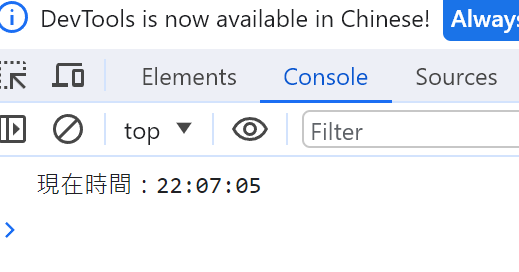 DevTools is now available in Chinese! Always
Elements Console Sources
top Filter
現在時間：22:07:05